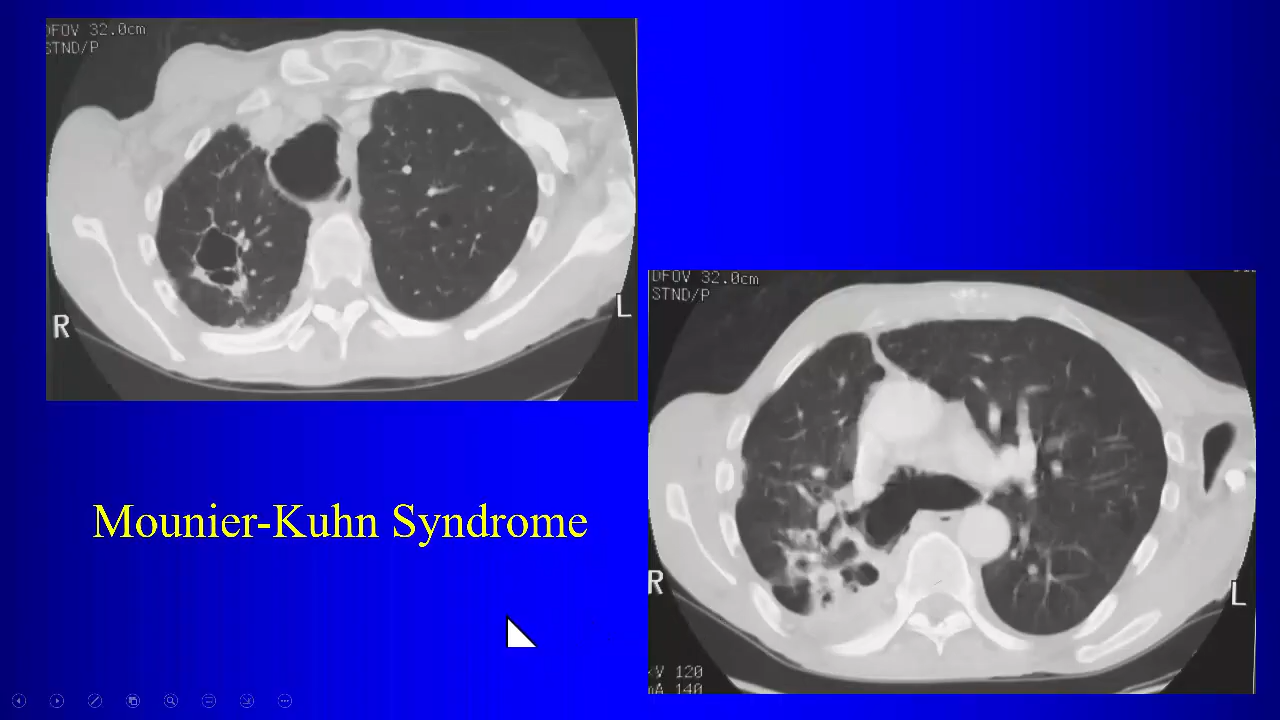 DFOV 32.0cm
STND/P
R
L
DFOV 32.0cm
STND/P
R
L
kV 120
mA 140
Mounier-Kuhn Syndrome